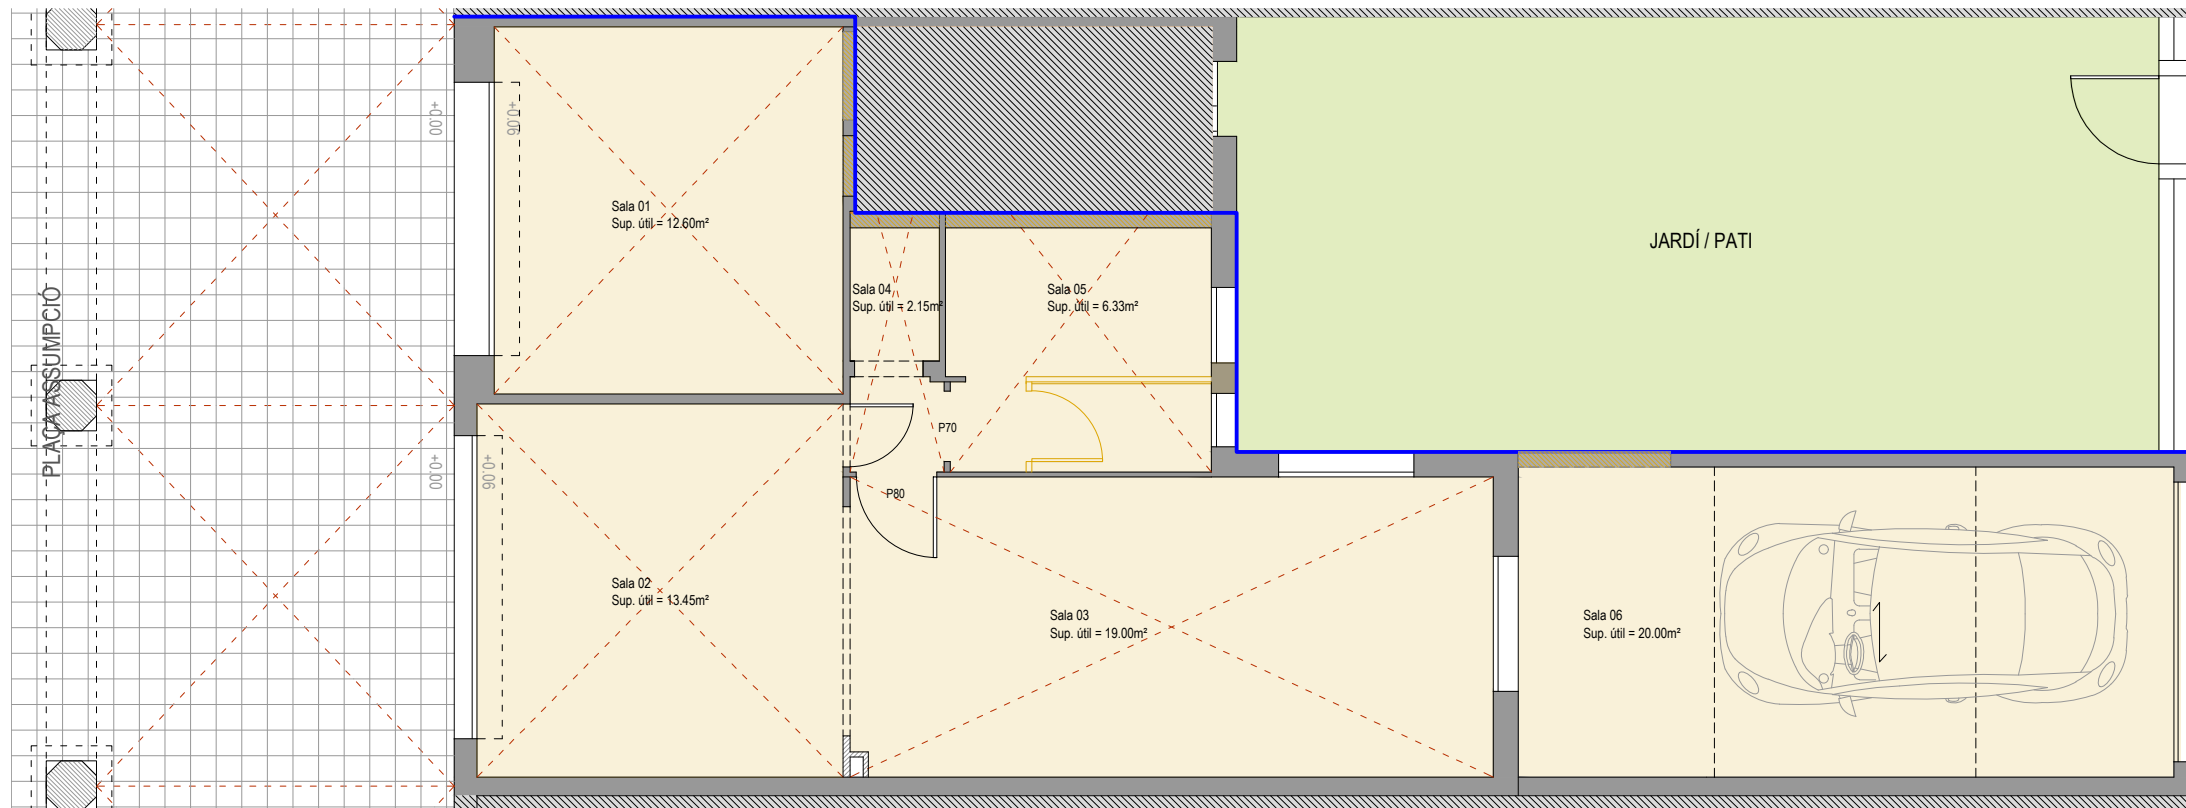 PLAÇA ASSUMPCIÓ
+0.00
+0.06
+0.00
+0.06
Sala 01
Sup. útil = 12.60m²
Sala 04
Sup. útil = 2.15m²
Sala 05
Sup. útil = 6.33m²
JARDÍ / PATI
P70
P80
Sala 02
Sup. útil = 13.45m²
Sala 03
Sup. útil = 19.00m²
Sala 06
Sup. útil = 20.00m²